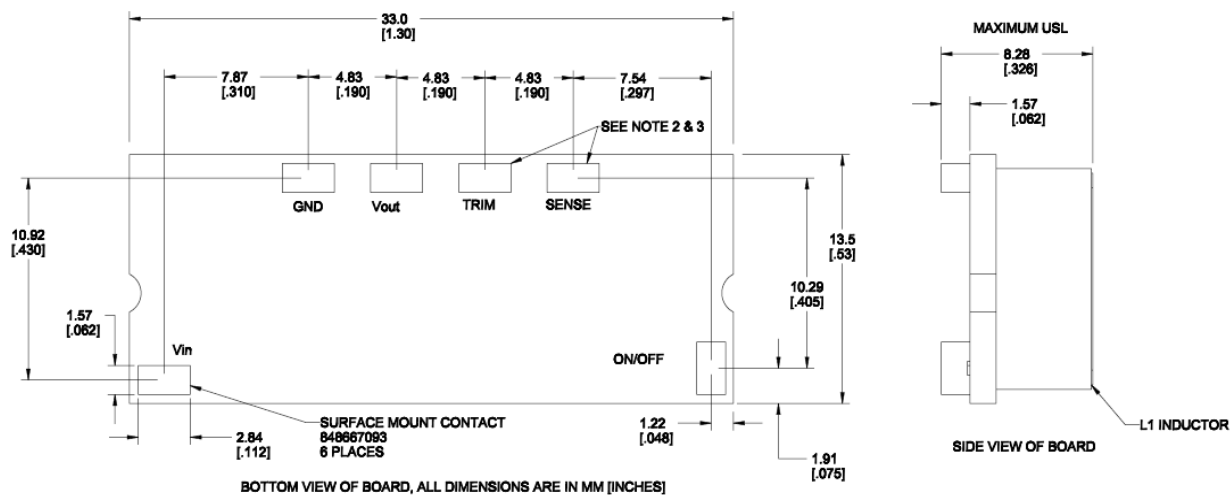 33.0
[1.30]
MAXIMUM USL
8.28
[.326]
7.87
[.310]
4.83
[.190]
4.83
[.190]
4.83
[.190]
7.54
[.297]
1.57
[.062]
SEE NOTE 2 & 3
GND
Vout
TRIM
SENSE
10.92
[.430]
13.5
[.53]
10.29
[.405]
1.57
[.062]
Vin
ON/OFF
SURFACE MOUNT CONTACT
848667093
6 PLACES
2.84
[.112]
1.22
[.048]
1.91
[.075]
L1 INDUCTOR
SIDE VIEW OF BOARD
BOTTOM VIEW OF BOARD, ALL DIMENSIONS ARE IN MM [INCHES]